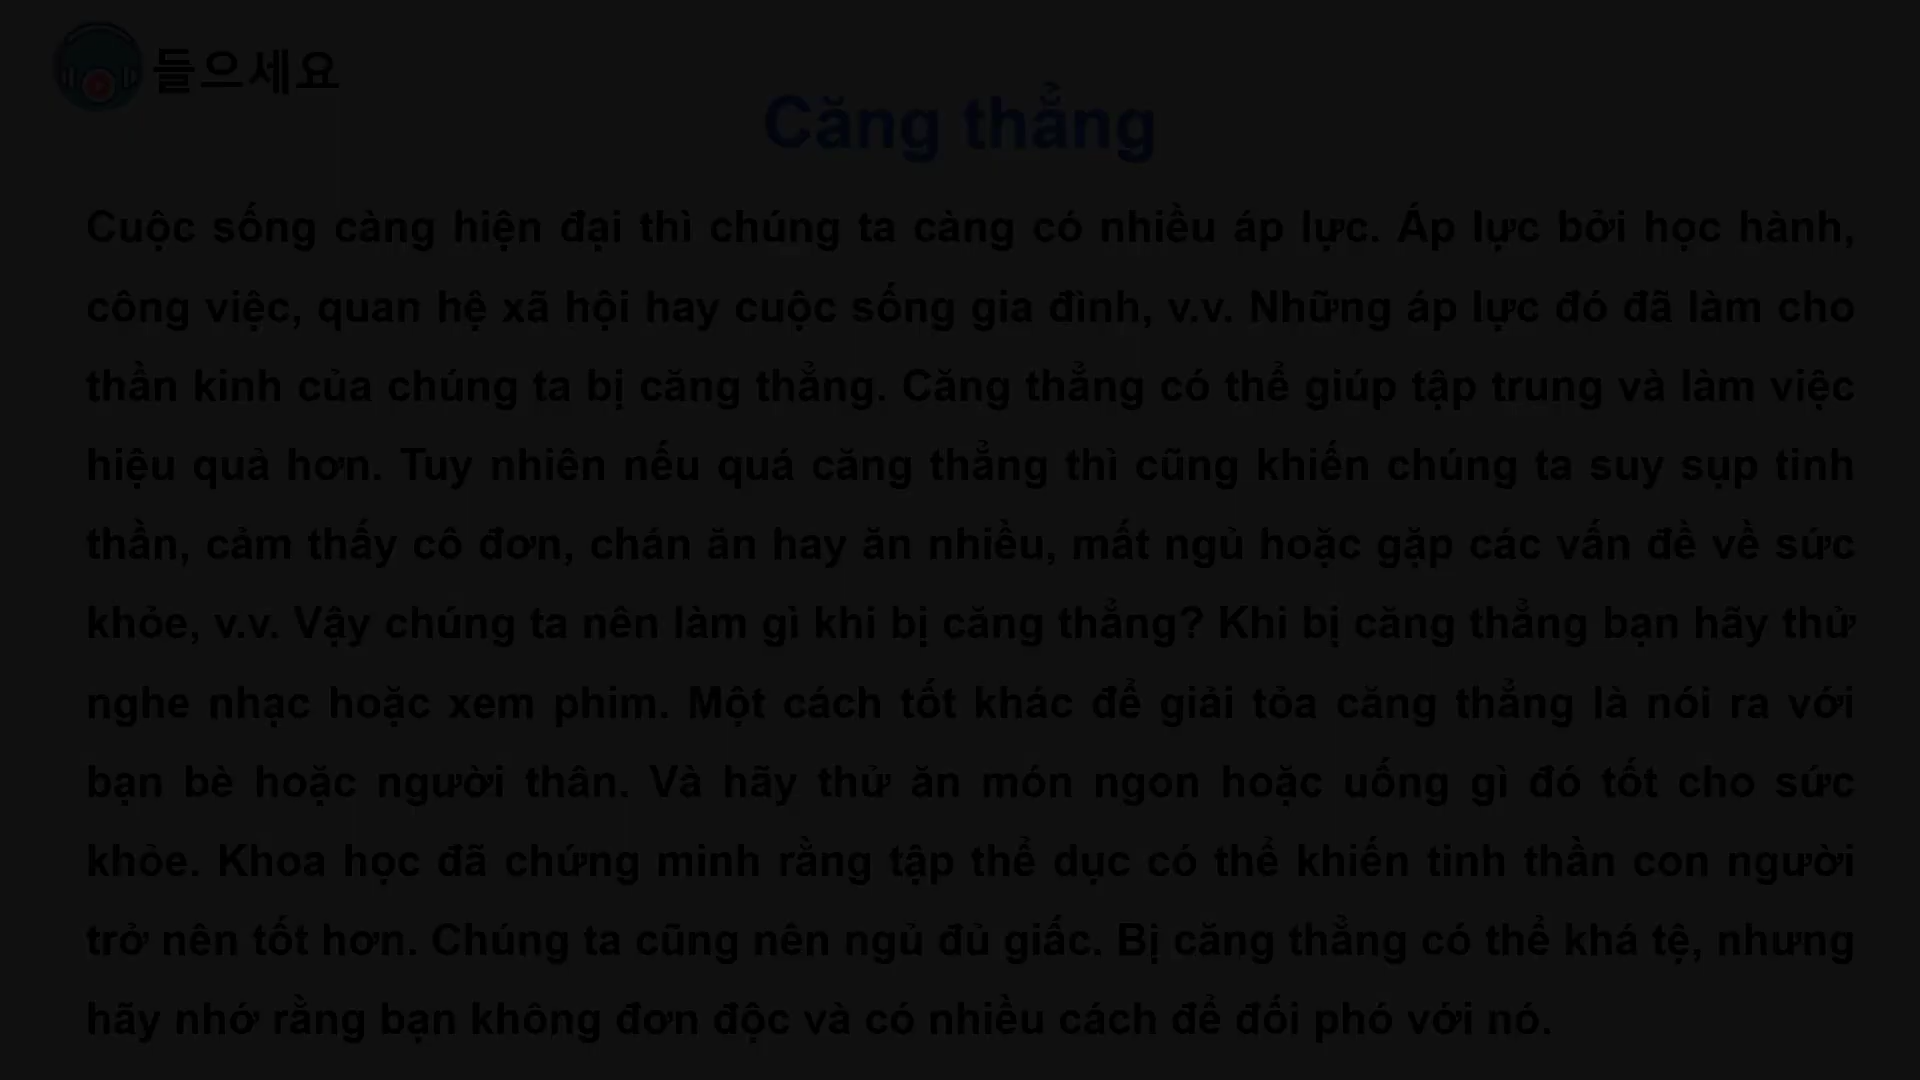 들으세요
Căng thẳng
Cuộc sống càng hiện đại thì chúng ta càng có nhiều áp lực. Áp lực bởi học hành,
công việc, quan hệ xã hội hay cuộc sống gia đình, v.v. Những áp lực đó đã làm cho
thần kinh của chúng ta bị căng thẳng. Căng thẳng có thể giúp tập trung và làm việc
hiệu quả hơn. Tuy nhiên nếu quá căng thẳng thì cũng khiến chúng ta suy sụp tinh
thần, cảm thấy cô đơn, chán ăn hay ăn nhiều, mất ngủ hoặc gặp các vấn đề về sức
khỏe, v.v. Vậy chúng ta nên làm gì khi bị căng thẳng? Khi bị căng thẳng bạn hãy thử
nghe nhạc hoặc xem phim. Một cách tốt khác để giải tỏa căng thẳng là nói ra với
bạn bè hoặc người thân. Và hãy thử ăn món ngon hoặc uống gì đó tốt cho sức
khỏe. Khoa học đã chứng minh rằng tập thể dục có thể khiến tinh thần con người
trở nên tốt hơn. Chúng ta cũng nên ngủ đủ giấc. Bị căng thẳng có thể khá tệ, nhưng
hãy nhớ rằng bạn không đơn độc và có nhiều cách để đối phó với nó.